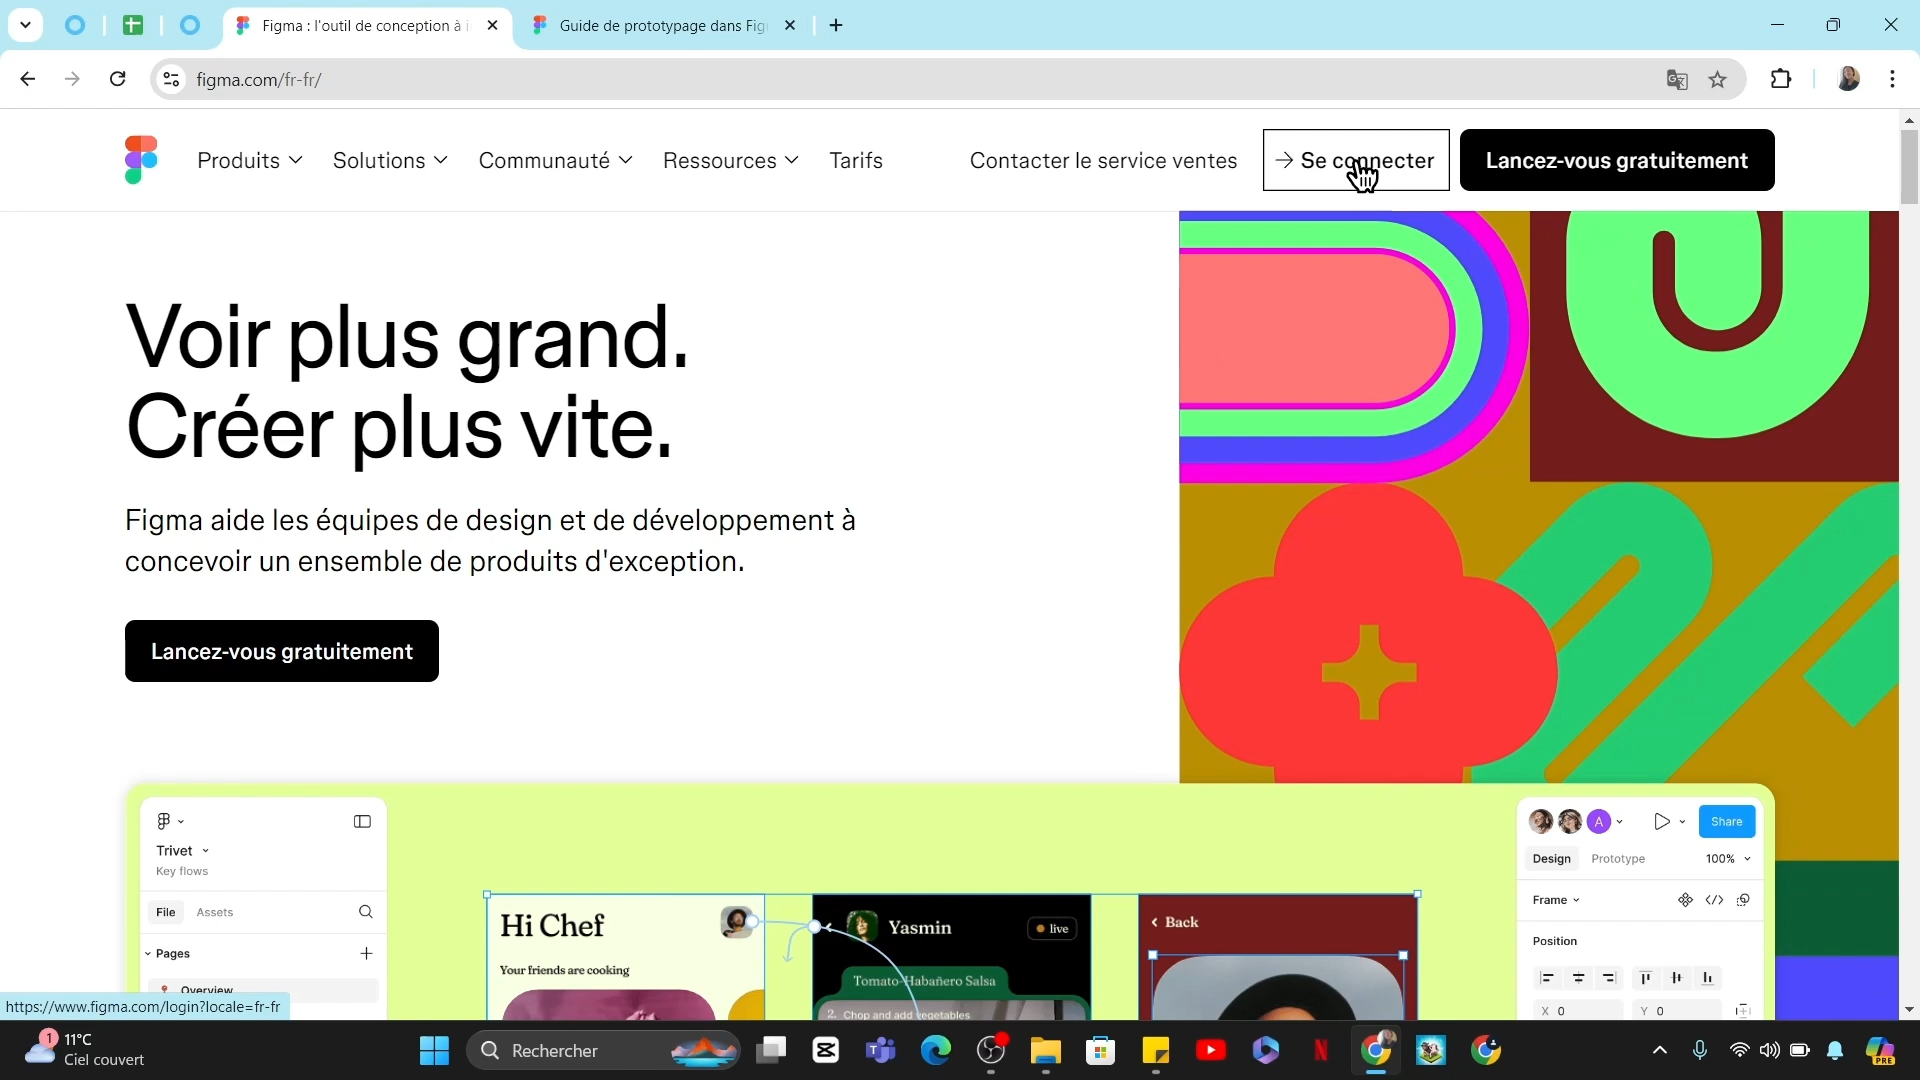 Figma : l'outil de conception à i
Guide de prototypage dans Fig
figma.com/fr-fr/
Produits
Solutions
Communauté
Ressources
Tarifs
Contacter le service ventes
→ Se connecter
Lancez-vous gratuitement
Voir plus grand.
Créer plus vite.
Figma aide les équipes de design et de développement à
concevoir un ensemble de produits d'exception.
Lancez-vous gratuitement
Trivet
Key flows
File
Assets
Pages
Overview
Hi Chef
Your friends are cooking
Yasmin
live
Tomato-Habañero Salsa
2. Chop and add vegetables
Back
A
Share
Design
Prototype
100%
Frame
Position
X 0
Y 0
https://www.figma.com/login?locale=fr-fr
1
11°C
Ciel couvert
Rechercher
PRE